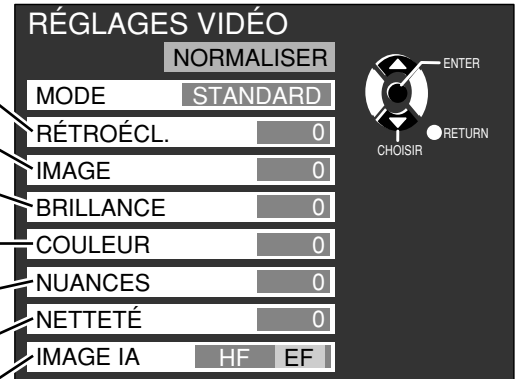 RÉGLAGES VIDÉO
NORMALISER
MODE STANDARD
RÉTROÉCL. 0
IMAGE 0
BRILLANCE 0
COULEUR 0
NUANCES 0
NETTETÉ 0
IMAGE IA HF EF
ENTER
CHOISIR
RETURN